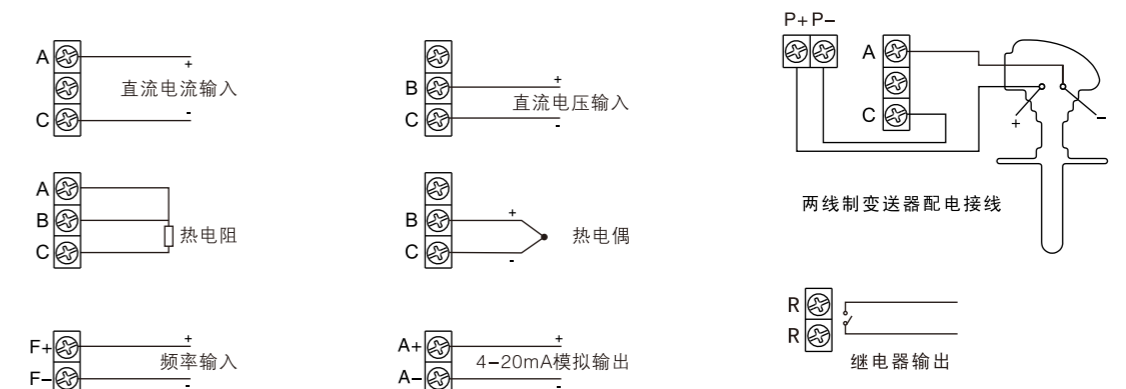 A
+
直流电流输入
C
-
B
+
直流电压输入
C
-
P+ P–
A
C
+
–
两线制变送器配电接线
A
B
热电阻
C
B
+
热电偶
C
-
R
R
继电器输出
F+
+
频率输入
F–
-
A+
+
4–20mA模拟输出
A–
-